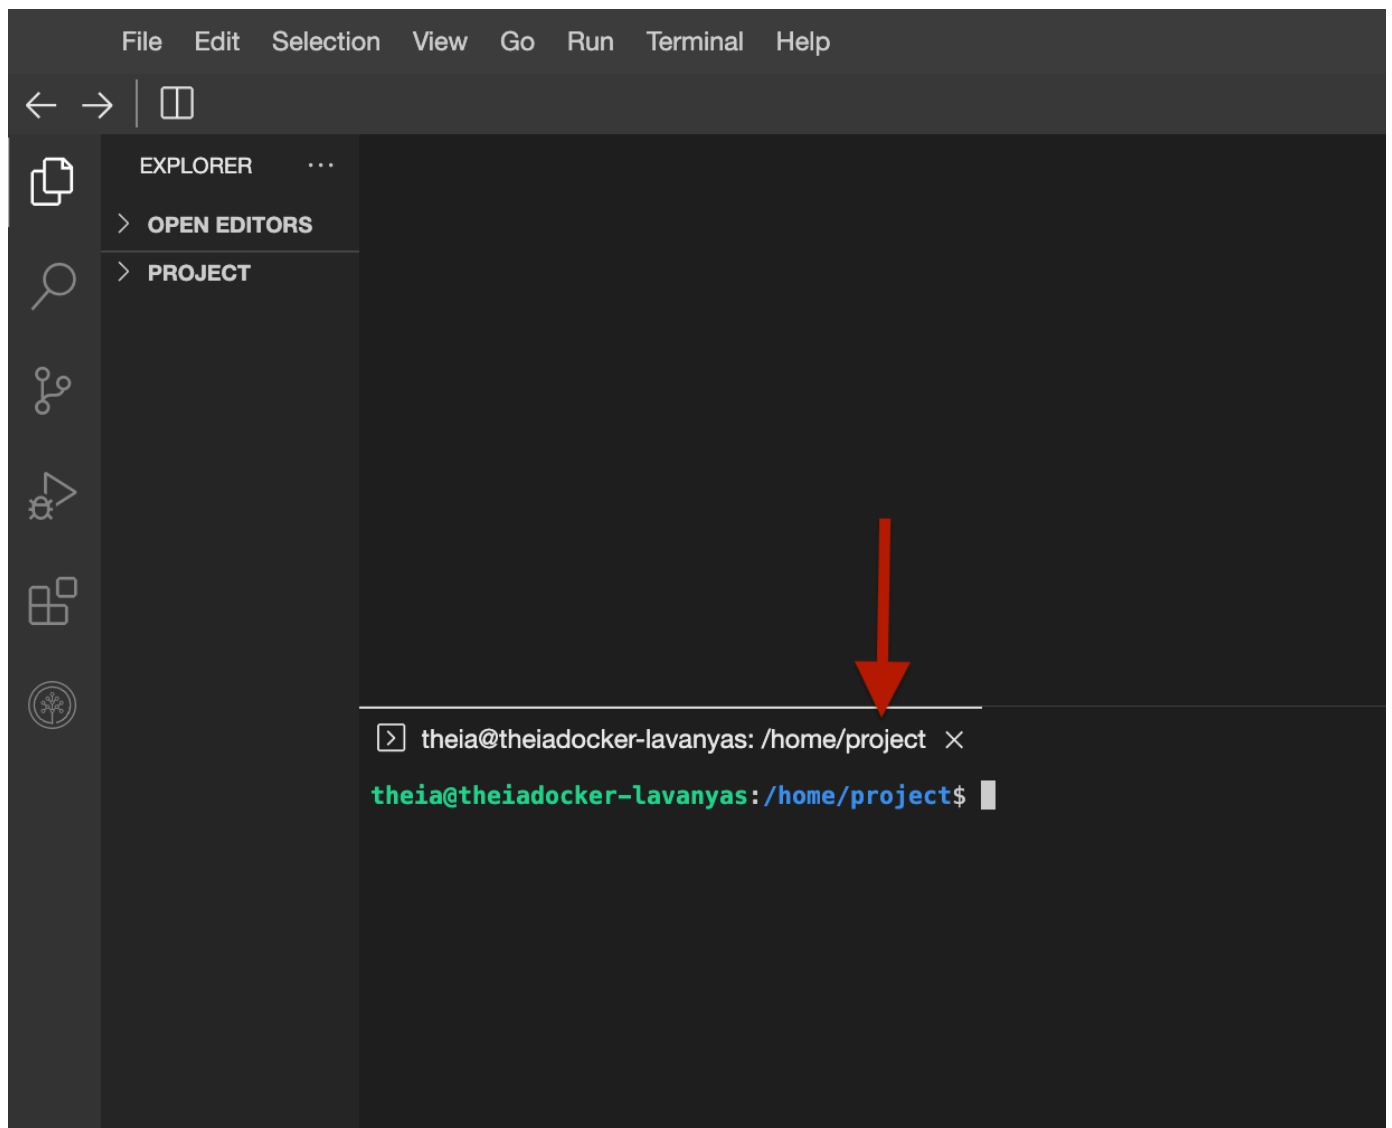 File Edit Selection View Go Run Terminal Help
EXPLORER ...
OPEN EDITORS
PROJECT
theia@theiadocker-lavanyas: /home/project
theia@theiadocker-lavanyas:/home/project$